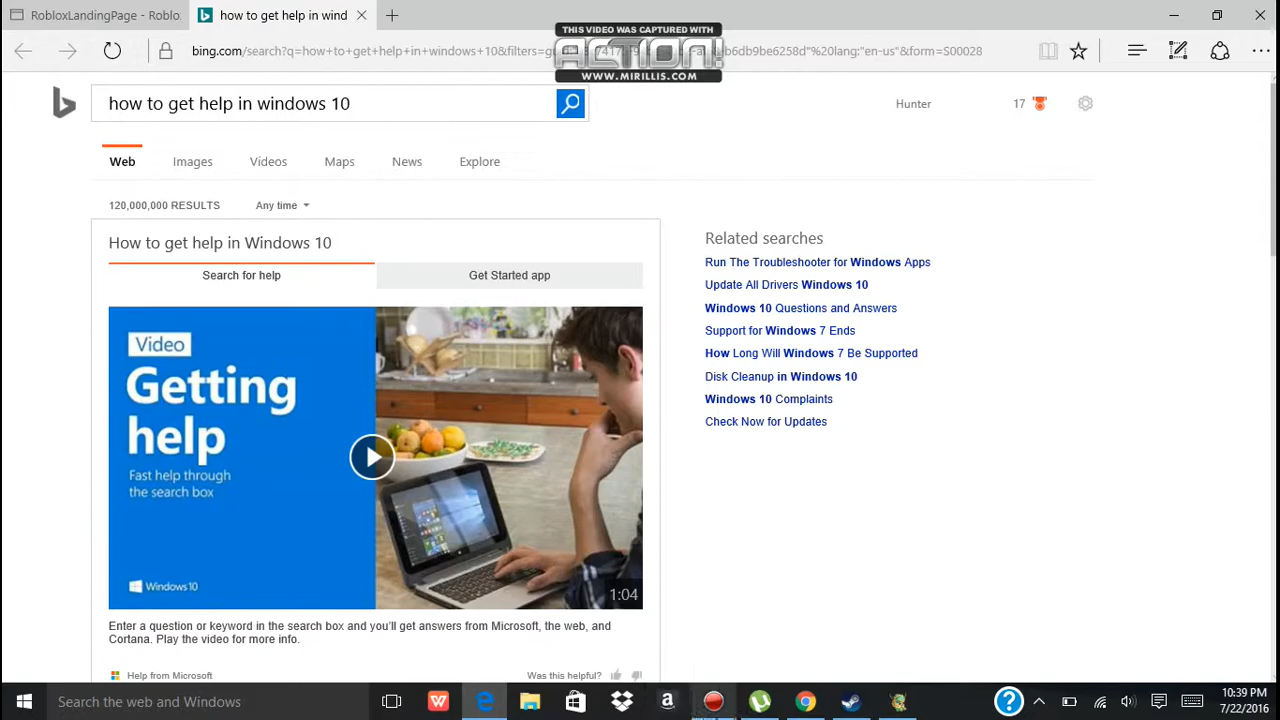 RobloxLandingPage - Roblo
how to get help in wind
THIS VIDEO WAS CAPTURED WITH
ACTION!
WWW.MIRILLIS.COM
how to get help in windows 10
Hunter
17
Web
Images
Videos
Maps
News
Explore
120,000,000 RESULTS
Any time
How to get help in Windows 10
Search for help
Get Started app
Video
Getting
help
Fast help through
the search box
Windows 10
1:04
Enter a question or keyword in the search box and you'll get answers from Microsoft, the web, and
Cortana. Play the video for more info.
Help from Microsoft
Was this helpful?
Related searches
Run The Troubleshooter for Windows Apps
Update All Drivers Windows 10
Windows 10 Questions and Answers
Support for Windows 7 Ends
How Long Will Windows 7 Be Supported
Disk Cleanup in Windows 10
Windows 10 Complaints
Check Now for Updates
Search the web and Windows
10:39 PM
7/22/2016